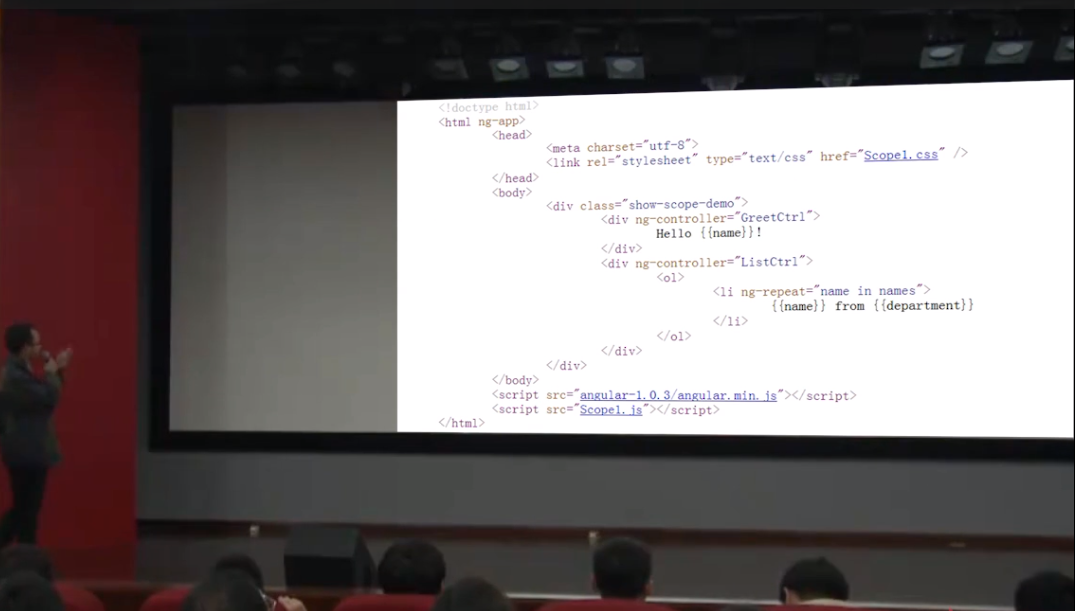 <!doctype html>
<html ng-app>
<head>
<meta charset="utf-8">
<link rel="stylesheet" type="text/css" href="Scope1.css" />
</head>
<body>
<div class="show-scope-demo">
<div ng-controller="GreetCtrl">
Hello {{name}}!
</div>
<div ng-controller="ListCtrl">
<ol>
<li ng-repeat="name in names">
{{name}} from {{department}}
</li>
</ol>
</div>
</div>
</body>
<script src="angular-1.0.3/angular.min.js"></script>
<script src="Scope1.js"></script>
</html>